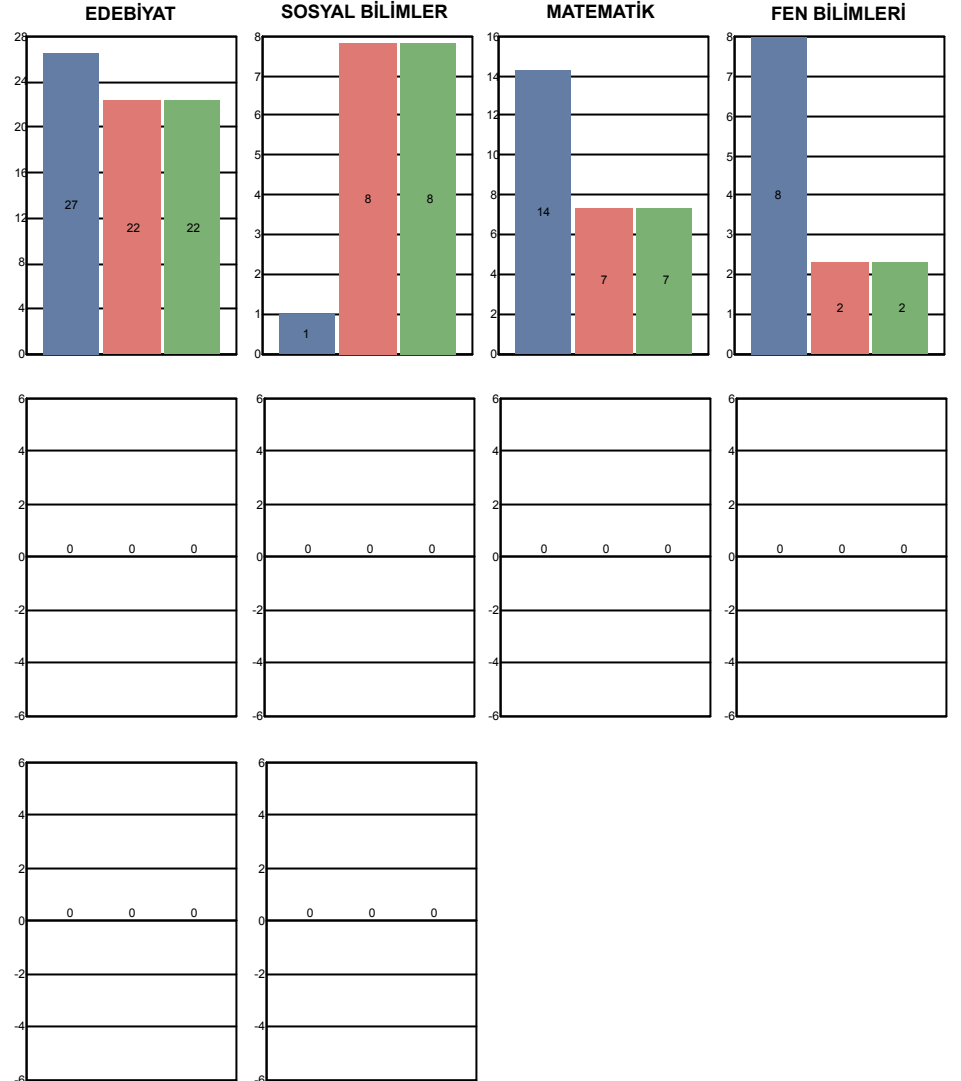 EDEBİYAT SOSYAL BİLİMLER MATEMATİK FEN BİLİMLERİ
28 8 16 8
24 7 14 7
20 6 12 6
16 5 10 5
12 4 8 4
8 3 6 3
4 2 4 2
0 1 2 1
0 0 0
27 22 22 1 8 8 14 7 7 8 2 2
6 6 6 6
4 4 4 4
2 2 2 2
0 0 0 0 0 0 0 0 0 0 0 0 0 0 0 0
-2 -2 -2 -2
-4 -4 -4 -4
-6 -6 -6 -6
6 6
4 4
2 2
0 0 0 0 0 0 0 0
-2 -2
-4 -4
-6 -6